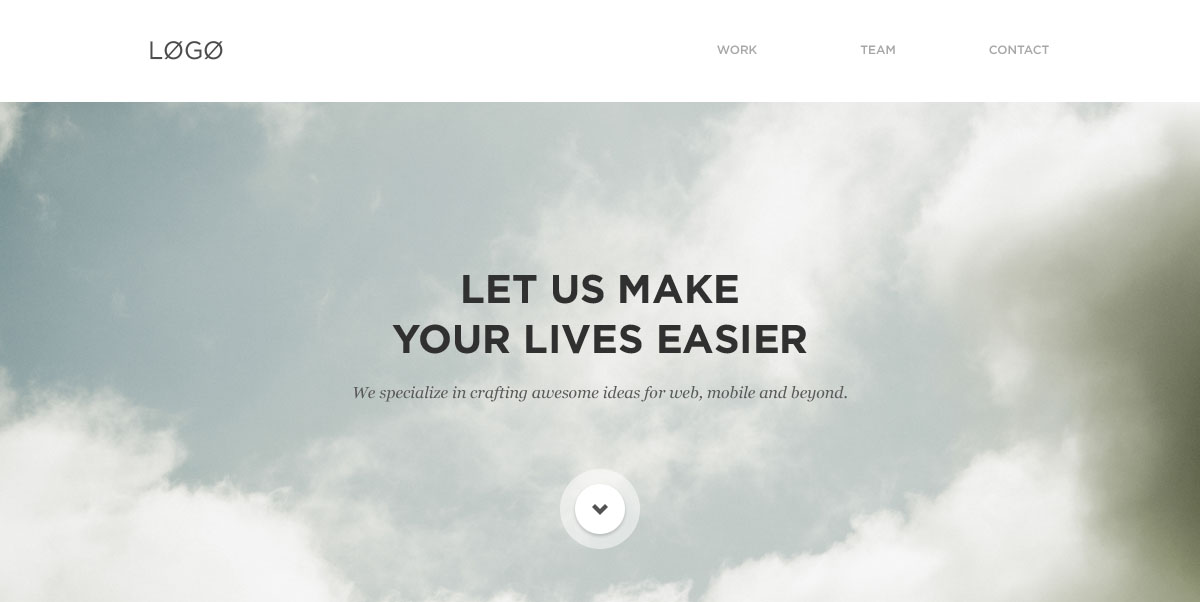 LØGØ
WORK
TEAM
CONTACT
LET US MAKE
YOUR LIVES EASIER
We specialize in crafting awesome ideas for web, mobile and beyond.